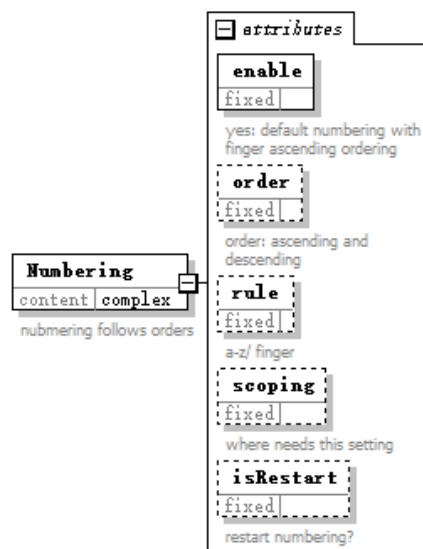 attributes
enable
fixed
yes: default numbering with
finger ascending ordering
order
fixed
order: ascending and
descending
Numbering
content complex
nubmering follows orders
rule
fixed
a-z/ finger
scoping
fixed
where needs this setting
isRestart
fixed
restart numbering?